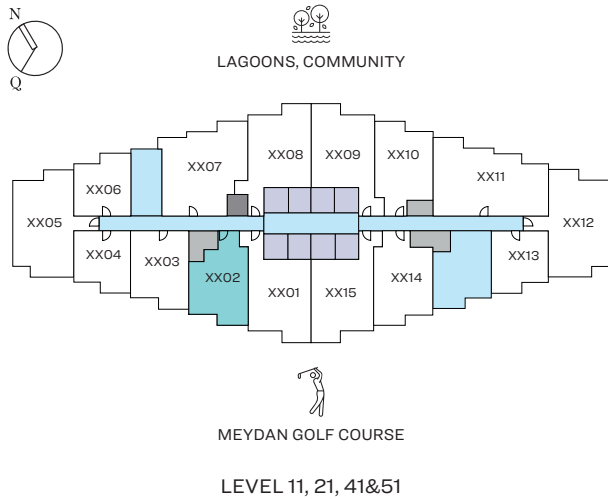 N
Q
LAGOONS, COMMUNITY
XX08 XX09
XX07 XX10
XX06 XX11
XX05 XX12
XX04 XX03 XX02 XX13
XX01 XX15 XX14
MEYDAN GOLF COURSE
LEVEL 11, 21, 41&51